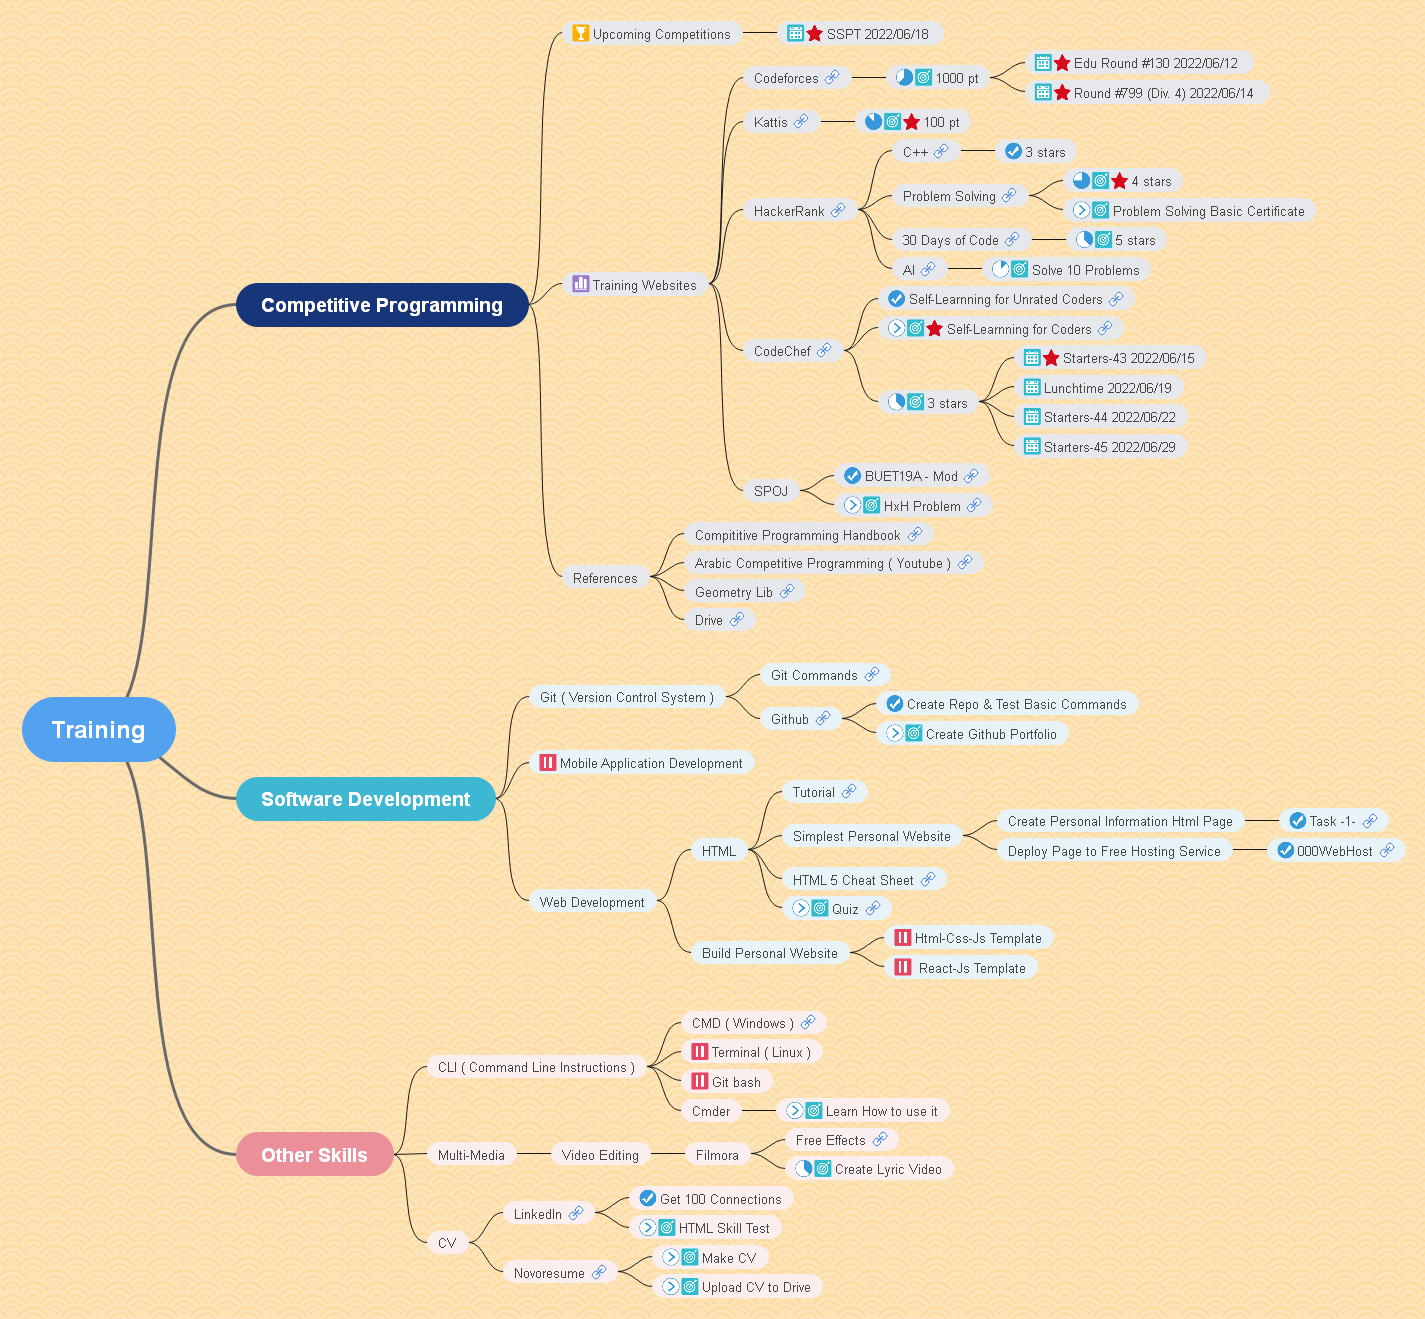 Training
Competitive Programming
Upcoming Competitions
SSPT 2022/06/18
Training Websites
Codeforces
1000 pt
Edu Round #130 2022/06/12
Round #799 (Div. 4) 2022/06/14
Kattis
100 pt
HackerRank
C++
3 stars
Problem Solving
4 stars
Problem Solving Basic Certificate
30 Days of Code
5 stars
AI
Solve 10 Problems
CodeChef
Self-Learnning for Unrated Coders
Self-Learnning for Coders
3 stars
Starters-43 2022/06/15
Lunchtime 2022/06/19
Starters-44 2022/06/22
Starters-45 2022/06/29
SPOJ
BUET19A - Mod
HxH Problem
References
Compititive Programming Handbook
Arabic Competitive Programming ( Youtube )
Geometry Lib
Drive
Software Development
Git ( Version Control System )
Git Commands
Github
Create Repo & Test Basic Commands
Create Github Portfolio
Mobile Application Development
Web Development
HTML
Tutorial
Simplest Personal Website
Create Personal Information Html Page
Task -1-
Deploy Page to Free Hosting Service
000WebHost
HTML 5 Cheat Sheet
Quiz
Build Personal Website
Html-Css-Js Template
React-Js Template
Other Skills
CLI ( Command Line Instructions )
CMD ( Windows )
Terminal ( Linux )
Git bash
Cmder
Learn How to use it
Multi-Media
Video Editing
Filmora
Free Effects
Create Lyric Video
CV
LinkedIn
Get 100 Connections
HTML Skill Test
Novoresume
Make CV
Upload CV to Drive